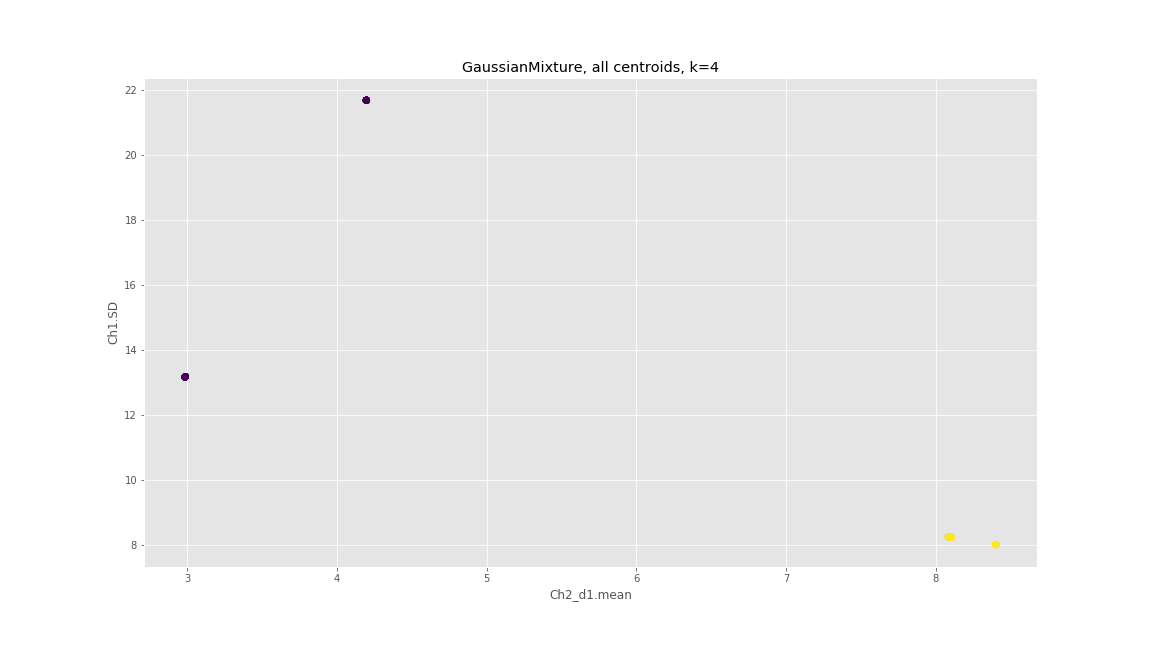 GaussianMixture, all centroids, k=4
22
20
18
16
14
12
10
8
Ch1.SD
3 4 5 6 7 8
Ch2_d1.mean